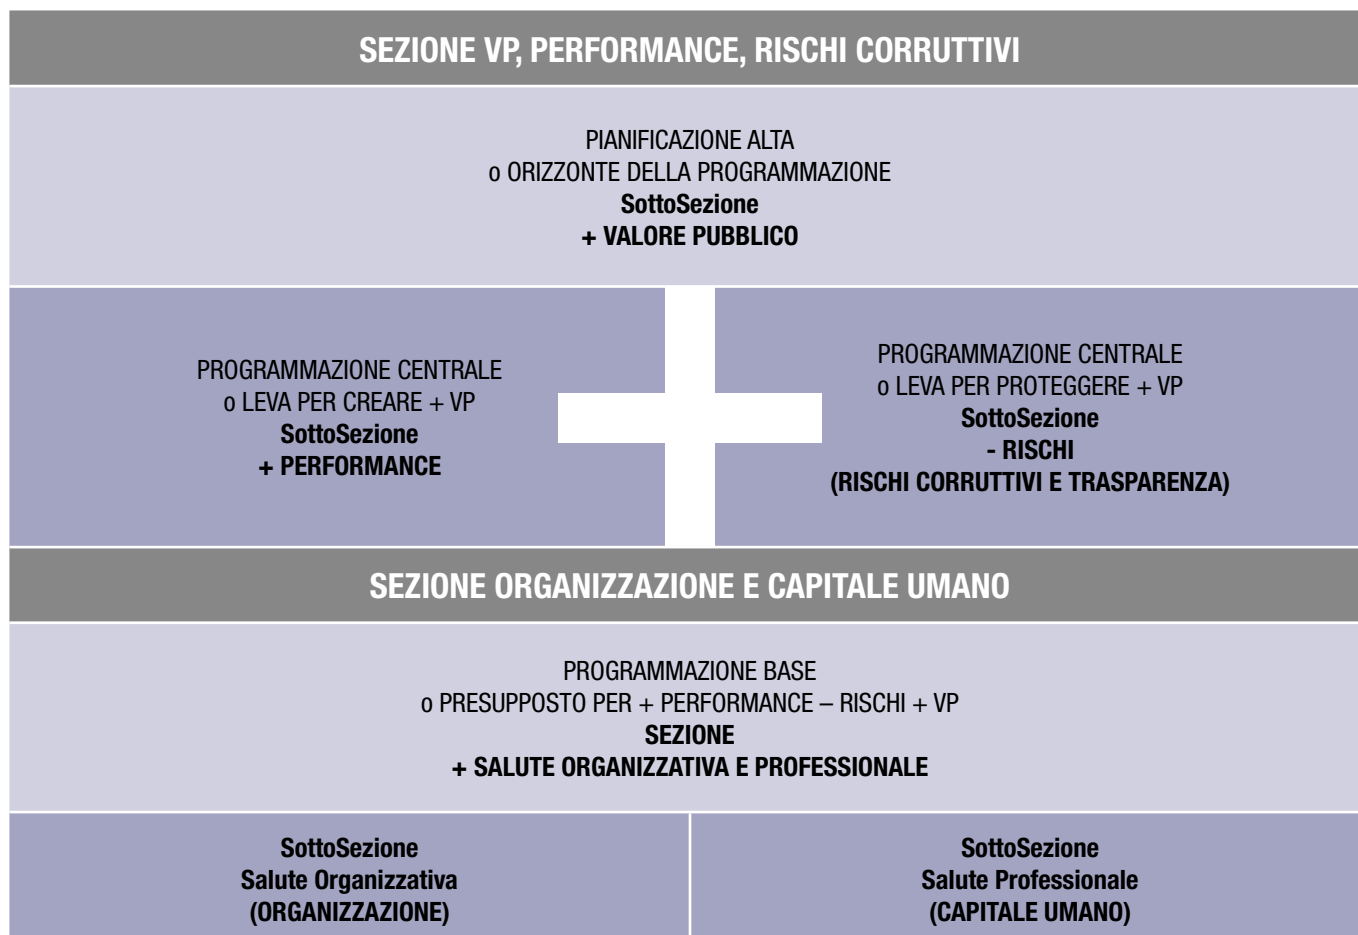 SEZIONE VP, PERFORMANCE, RISCHI CORRUTTIVI
PIANIFICAZIONE ALTA
o ORIZZONTE DELLA PROGRAMMAZIONE
SottoSezione
+ VALORE PUBBLICO
PROGRAMMAZIONE CENTRALE
o LEVA PER CREARE + VP
SottoSezione
+ PERFORMANCE
PROGRAMMAZIONE CENTRALE
o LEVA PER PROTEGGERE + VP
SottoSezione
- RISCHI
(RISCHI CORRUTTIVI E TRASPARENZA)
SEZIONE ORGANIZZAZIONE E CAPITALE UMANO
PROGRAMMAZIONE BASE
o PRESUPPOSTO PER + PERFORMANCE – RISCHI + VP
SEZIONE
+ SALUTE ORGANIZZATIVA E PROFESSIONALE
SottoSezione
Salute Organizzativa
(ORGANIZZAZIONE)
SottoSezione
Salute Professionale
(CAPITALE UMANO)